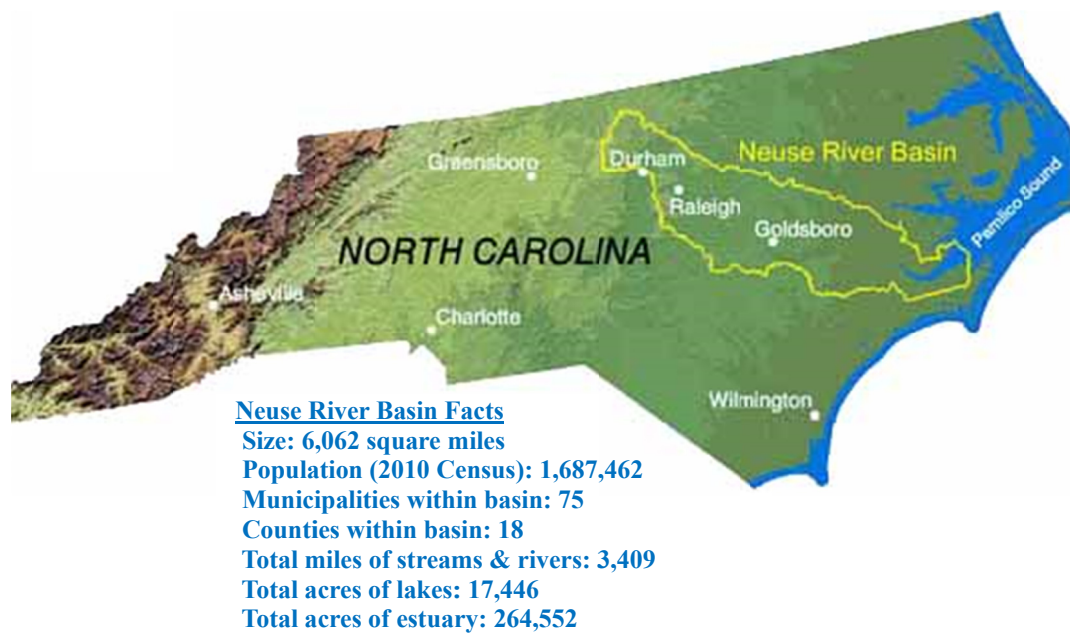 Greensboro
Durham
Neuse River Basin
Raleigh
Pamlico Sound
Goldsboro
NORTH CAROLINA
Asheville
Charlotte
Wilmington
Neuse River Basin Facts
Size: 6,062 square miles
Population (2010 Census): 1,687,462
Municipalities within basin: 75
Counties within basin: 18
Total miles of streams & rivers: 3,409
Total acres of lakes: 17,446
Total acres of estuary: 264,552